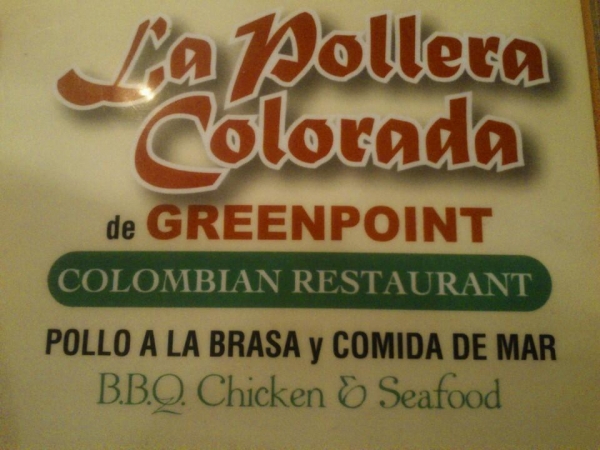 La Pollera
Colorada
de GREENPOINT
COLOMBIAN RESTAURANT
POLLO A LA BRASA y COMIDA DE MAR
B.B.Q. Chicken & Seafood